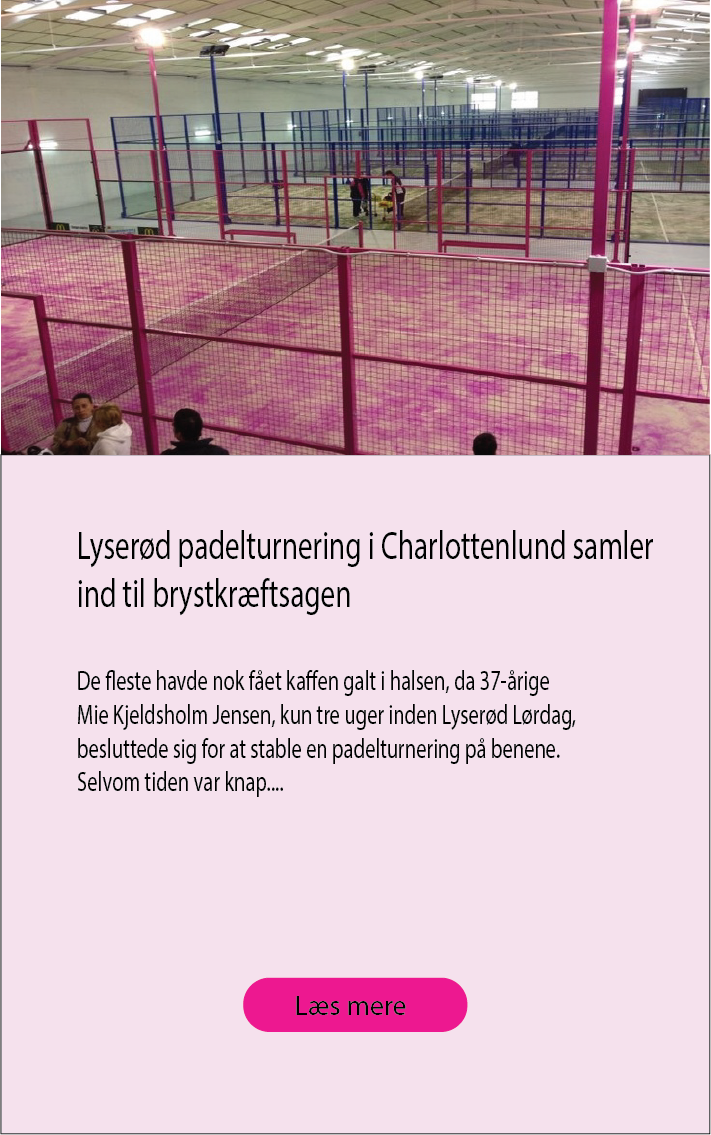 Lyserød padelturnering i Charlottenlund samler
ind til brystkræftsagen
De fleste havde nok fået kaffen galt i halsen, da 37-årige
Mie Kjeldsholm Jensen, kun tre uger inden Lyserød Lørdag,
besluttede sig for at stable en padelturnering på benene.
Selvom tiden var knap....
Læs mere